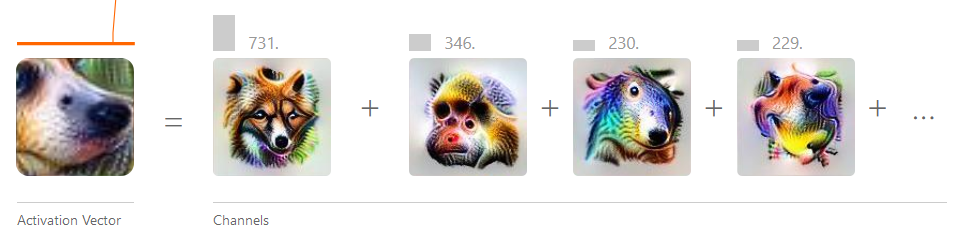 731. 346. 230. 229.
= + + + + ...
Activation Vector Channels